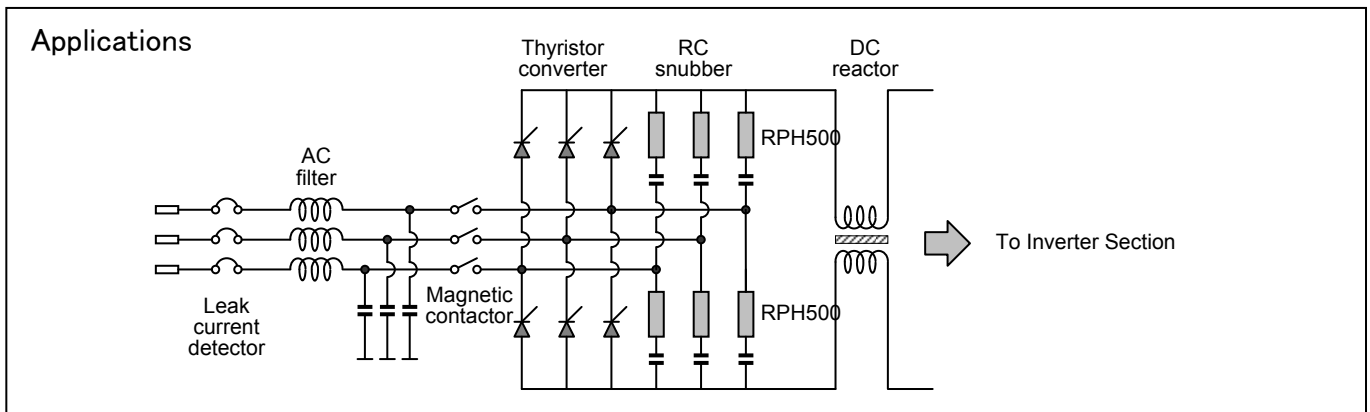 Applications
Thyristor
converter
RC
snubber
DC
reactor
RPH500
AC
filter
To Inverter Section
Leak
current
detector
Magnetic
contactor
RPH500